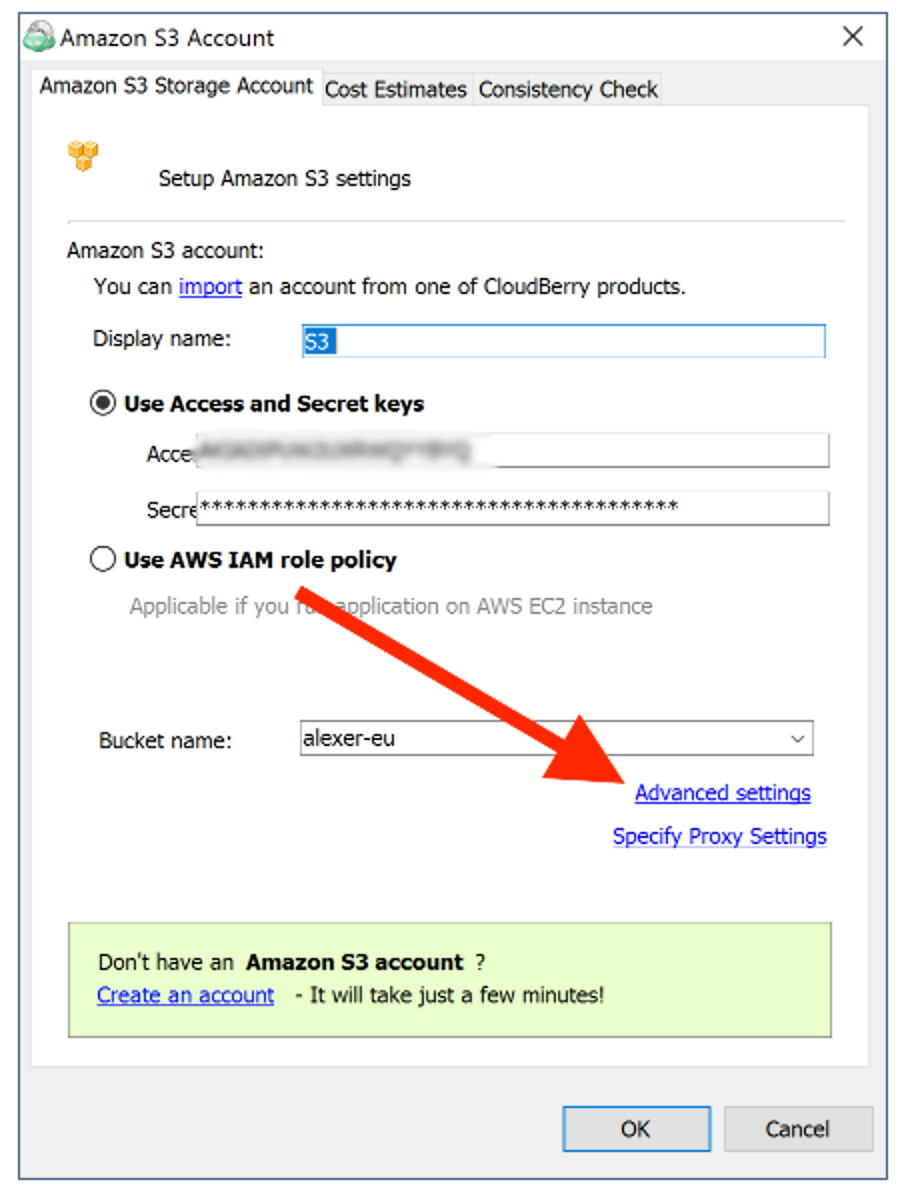 Amazon S3 Account
Amazon S3 Storage Account Cost Estimates Consistency Check
Setup Amazon S3 settings
Amazon S3 account:
You can import an account from one of CloudBerry products.
Display name: S3
Use Access and Secret keys
Acce
Secre ****************************************
Use AWS IAM role policy
Applicable if you run application on AWS EC2 instance
Bucket name: alexer-eu
Advanced settings
Specify Proxy Settings
Don't have an Amazon S3 account ?
Create an account - It will take just a few minutes!
OK Cancel